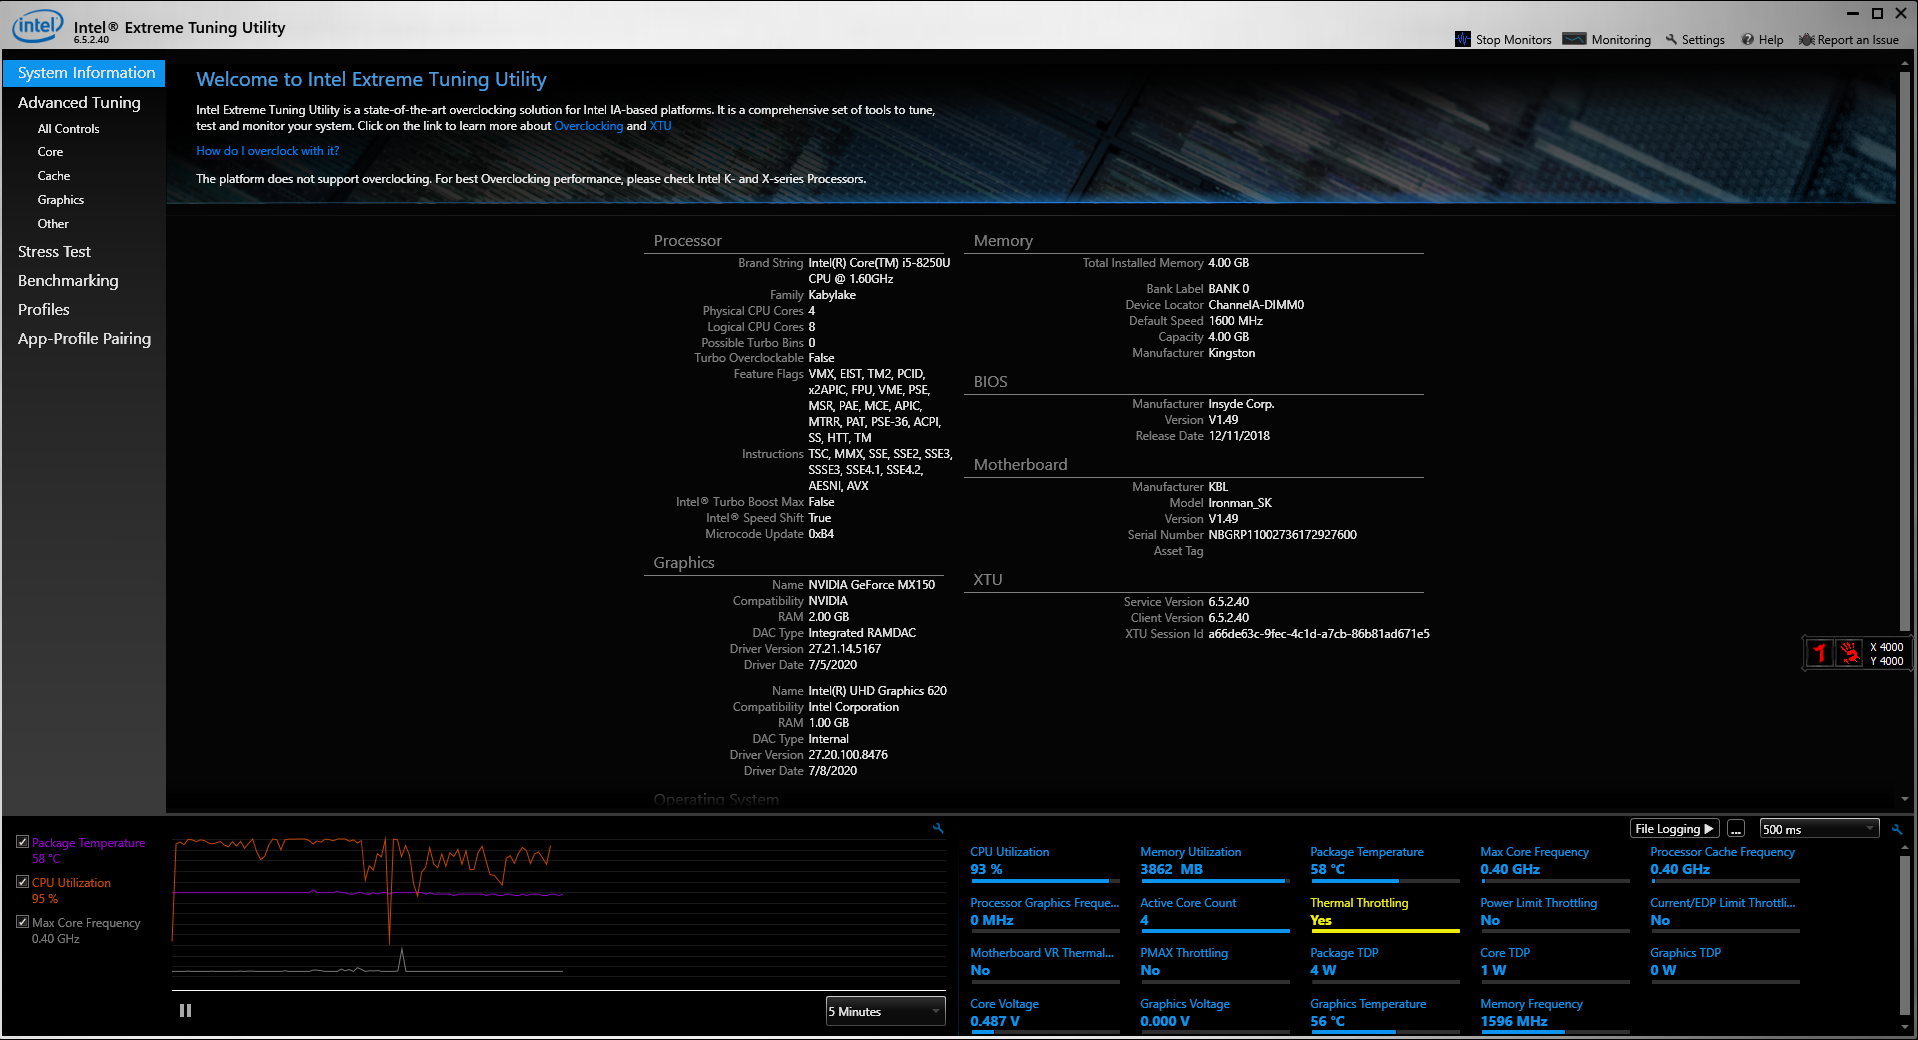 intel
Intel® Extreme Tuning Utility
6.5.2.40
Stop Monitors
Monitoring
Settings
Help
Report an Issue
System Information
Advanced Tuning
All Controls
Core
Cache
Graphics
Other
Stress Test
Benchmarking
Profiles
App-Profile Pairing
Welcome to Intel Extreme Tuning Utility
Intel Extreme Tuning Utility is a state-of-the-art overclocking solution for Intel IA-based platforms. It is a comprehensive set of tools to tune,
test and monitor your system. Click on the link to learn more about Overclocking and XTU
How do I overclock with it?
The platform does not support overclocking. For best Overclocking performance, please check Intel K- and X-series Processors.
Processor
Brand String Intel(R) Core(TM) i5-8250U
CPU @ 1.60GHz
Family Kabylake
Physical CPU Cores 4
Logical CPU Cores 8
Possible Turbo Bins 0
Turbo Overclockable False
Feature Flags VMX, EIST, TM2, PCID,
x2APIC, FPU, VME, PSE,
MSR, PAE, MCE, APIC,
MTRR, PAT, PSE-36, ACPI,
SS, HTT, TM
Instructions TSC, MMX, SSE, SSE2, SSE3,
SSSE3, SSE4.1, SSE4.2,
AESNI, AVX
Intel® Turbo Boost Max False
Intel® Speed Shift True
Microcode Update 0xB4
Graphics
Name NVIDIA GeForce MX150
Compatibility NVIDIA
RAM 2.00 GB
DAC Type Integrated RAMDAC
Driver Version 27.21.14.5167
Driver Date 7/5/2020
Name Intel(R) UHD Graphics 620
Compatibility Intel Corporation
RAM 1.00 GB
DAC Type Internal
Driver Version 27.20.100.8476
Driver Date 7/8/2020
Operating System
Memory
Total Installed Memory 4.00 GB
Bank Label BANK 0
Device Locator ChannelA-DIMM0
Default Speed 1600 MHz
Capacity 4.00 GB
Manufacturer Kingston
BIOS
Manufacturer Insyde Corp.
Version V1.49
Release Date 12/11/2018
Motherboard
Manufacturer KBL
Model Ironman_SK
Version V1.49
Serial Number NBGRP11002736172927600
Asset Tag
XTU
Service Version 6.5.2.40
Client Version 6.5.2.40
XTU Session Id a66de63c-9fec-4c1d-a7cb-86b81ad671e5
1
X 4000
Y 4000
Package Temperature
58 °C
CPU Utilization
95 %
Max Core Frequency
0.40 GHz
5 Minutes
File Logging
...
500 ms
CPU Utilization
93 %
Memory Utilization
3862 MB
Package Temperature
58 °C
Max Core Frequency
0.40 GHz
Processor Cache Frequency
0.40 GHz
Processor Graphics Freque...
0 MHz
Active Core Count
4
Thermal Throttling
Yes
Power Limit Throttling
No
Current/EDP Limit Throttli...
No
Motherboard VR Thermal...
No
PMAX Throttling
No
Package TDP
4 W
Core TDP
1 W
Graphics TDP
0 W
Core Voltage
0.487 V
Graphics Voltage
0.000 V
Graphics Temperature
56 °C
Memory Frequency
1596 MHz